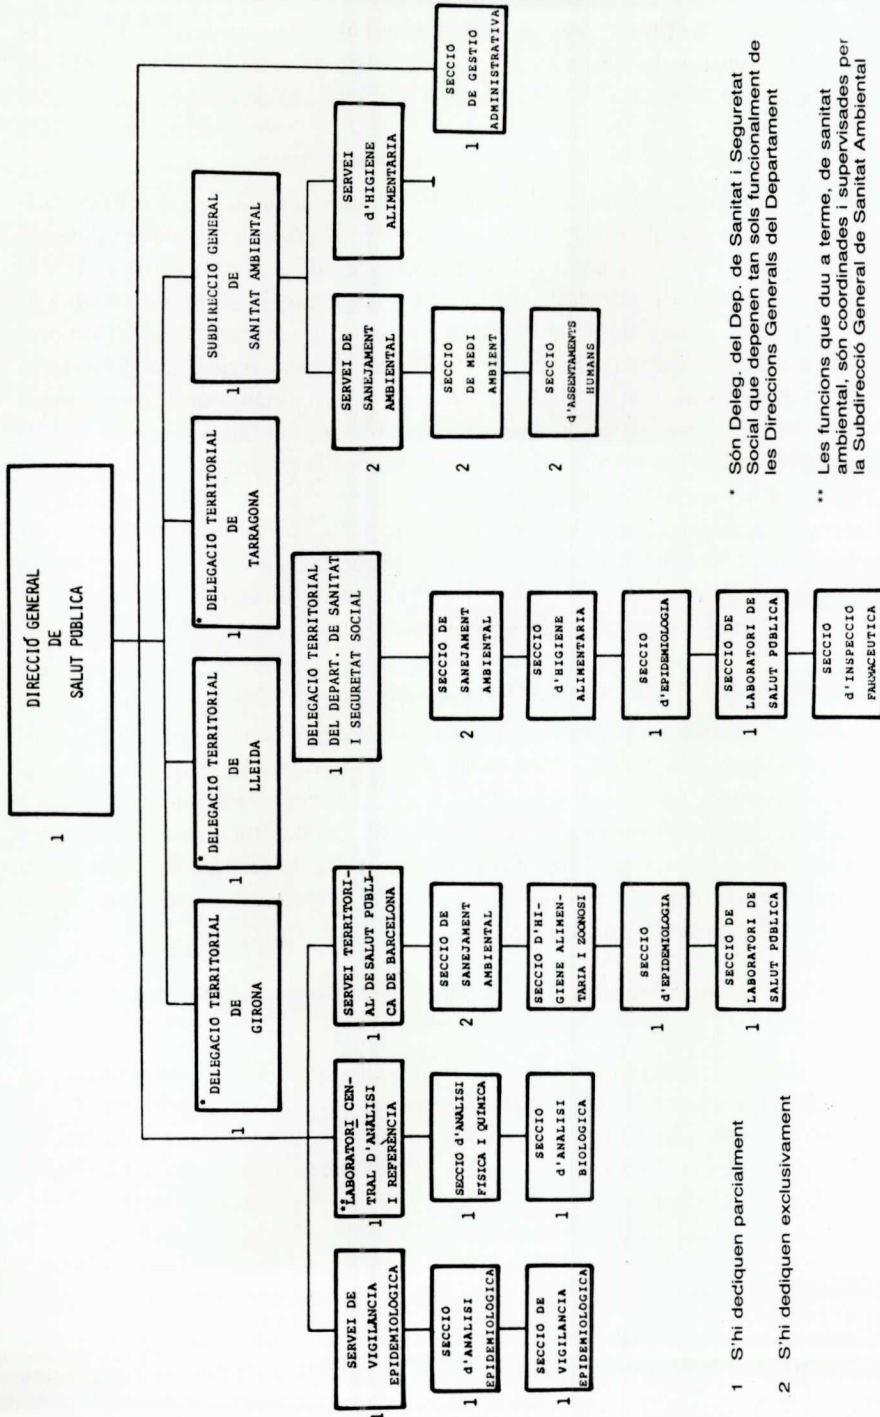 DIRECCIÓ GENERAL
DE
SALUT PÚBLICA
1
* DELEGACIO TERRITORIAL
DE
GIRONA
1
* DELEGACIO TERRITORIAL
DE
LLEIDA
1
* DELEGACIO TERRITORIAL
DE
TARRAGONA
1
SUBDIRECCIÓ GENERAL
DE
SANITAT AMBIENTAL
1
SERVEI DE
VIGILANCIA
EPIDEMIOLOGICA
1
SECCIO
d'ANALISI
EPIDEMIOLOGICA
1
SECCIO DE
VIGILANCIA
EPIDEMIOLOGICA
1
** LABORATORI CEN-
TRAL D'ANALISI
I REFERENCIA
1
SECCIO d'ANALISI
FISICA I QUIMICA
1
SECCIO
d'ANALISI
BIOLOGICA
1
SERVEI TERRITORI-
AL DE SALUT PÚBLI-
CA DE BARCELONA
1
SECCIO DE
SANEJAMENT
AMBIENTAL
2
SECCIO D'HI-
GIENE ALIMEN-
TARIA I ZOONOSI
SECCIO
d'EPIDEMIOLOGIA
1
SECCIO DE
LABORATORI DE
SALUT PÚBLICA
1
DELEGACIO TERRITORIAL
DEL DEPART. DE SANITAT
I SEGURETAT SOCIAL
1
SECCIO DE
SANEJAMENT
AMBIENTAL
2
SECCIO
d'HIGIENE
ALIMENTARIA
SECCIO
d'EPIDEMIOLOGIA
1
SECCIO DE
LABORATORI DE
SALUT PÚBLICA
1
SECCIO
d'INSPECCIO
FARMACEUTICA
SERVEI DE
SANEJAMENT
AMBIENTAL
2
SECCIO
DE MEDI
AMBIENT
2
SECCIO
d'ASSENTAMENTS
HUMANS
2
SERVEI
d'HIGIENE
ALIMENTARIA
SECCIO
DE GESTIO
ADMINISTRATIVA
1
1 S'hi dediquen parcialment
2 S'hi dediquen exclusivament
* Són Deleg. del Dep. de Sanitat i Seguretat
Social que depenen tan sols funcionalment de
les Direccions Generals del Departament
** Les funcions que duu a terme, de sanitat
ambiental, són coordinades i supervisades per
la Subdirecció General de Sanitat Ambiental